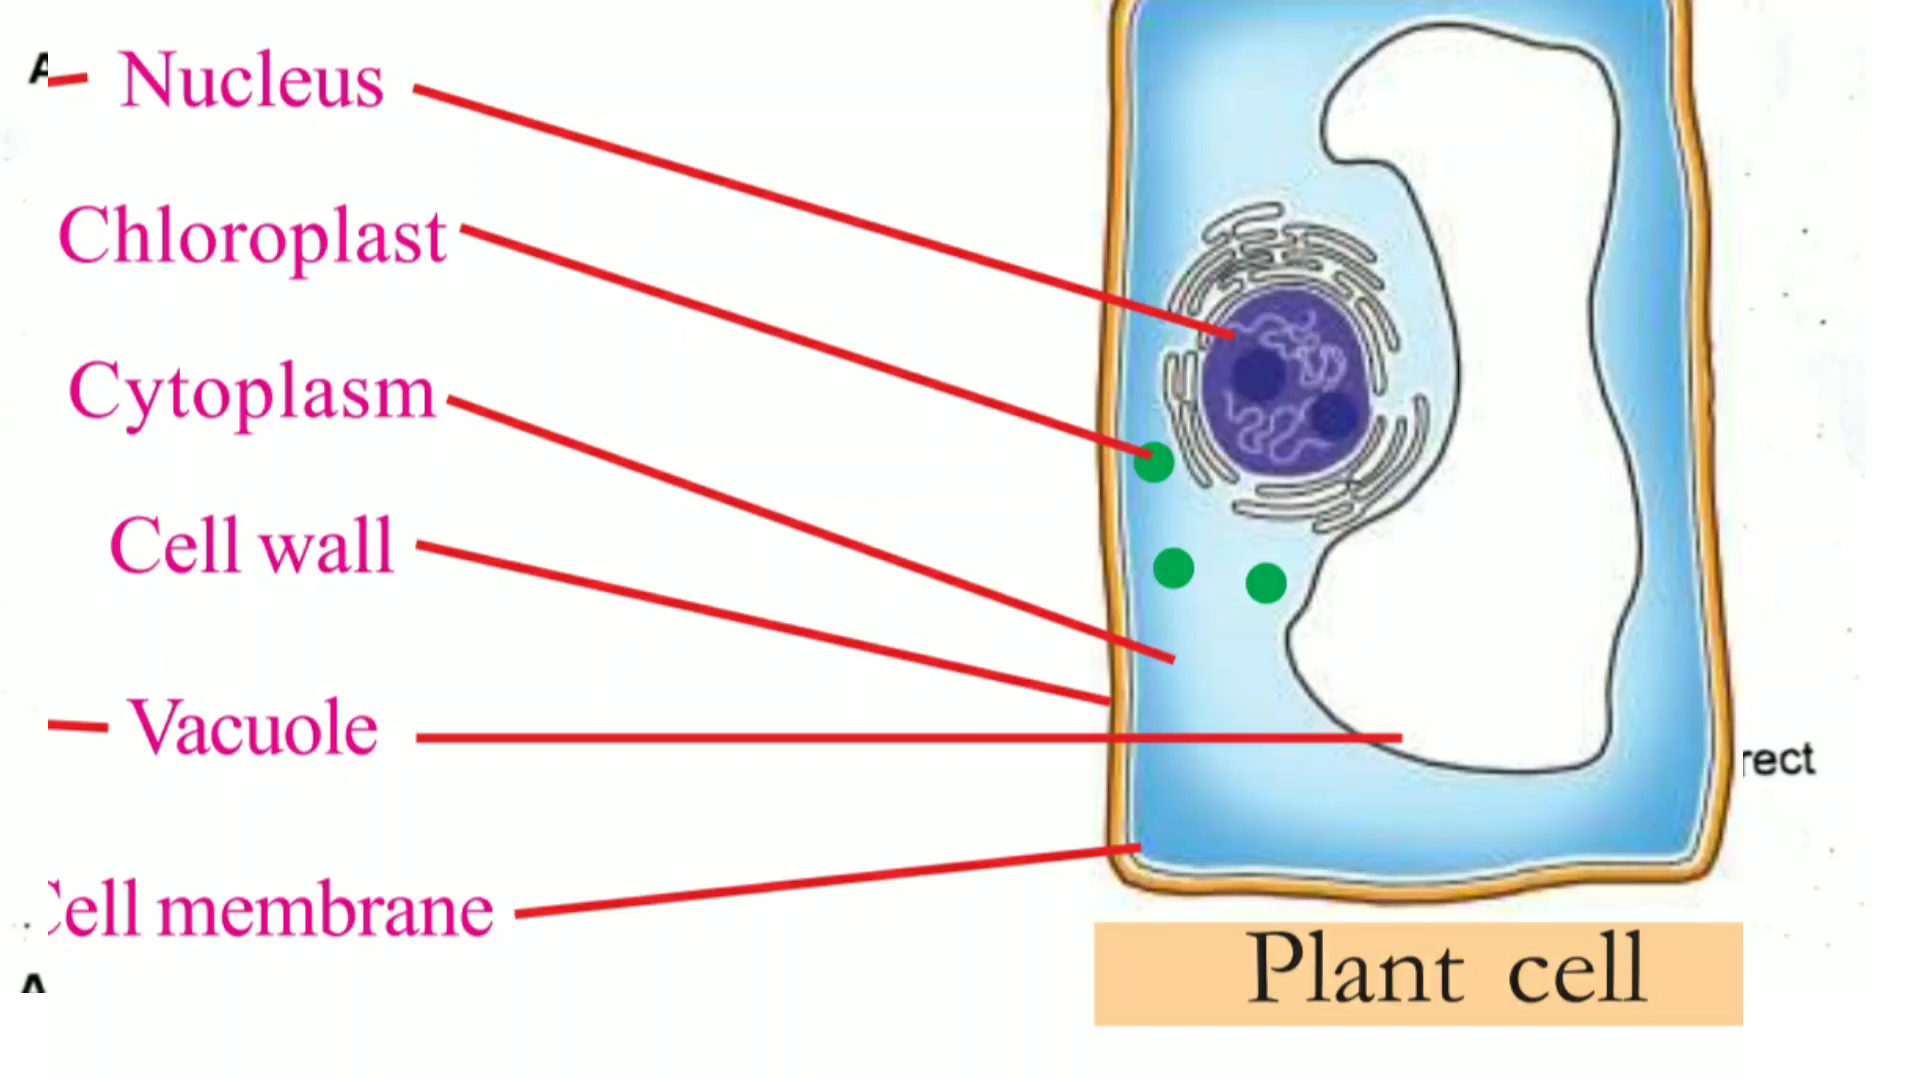 Nucleus
Chloroplast
Cytoplasm
Cell wall
Vacuole
rect
ell membrane
Plant cell